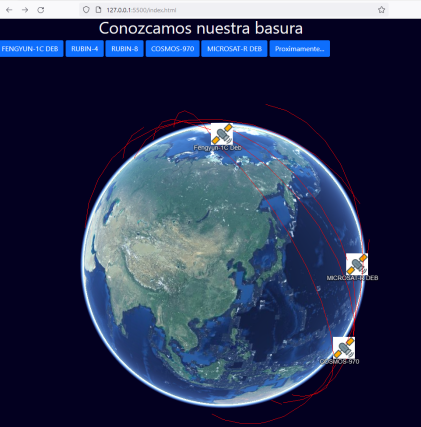 127.0.0.1:5500/index.html
Conozcamos nuestra basura
FENGYUN-1C DEB RUBIN-4 RUBIN-8 COSMOS-970 MICROSAT-R DEB Proximamente...
Fengyun-1C Deb
MICROSAT-R DEB
COSMOS-970